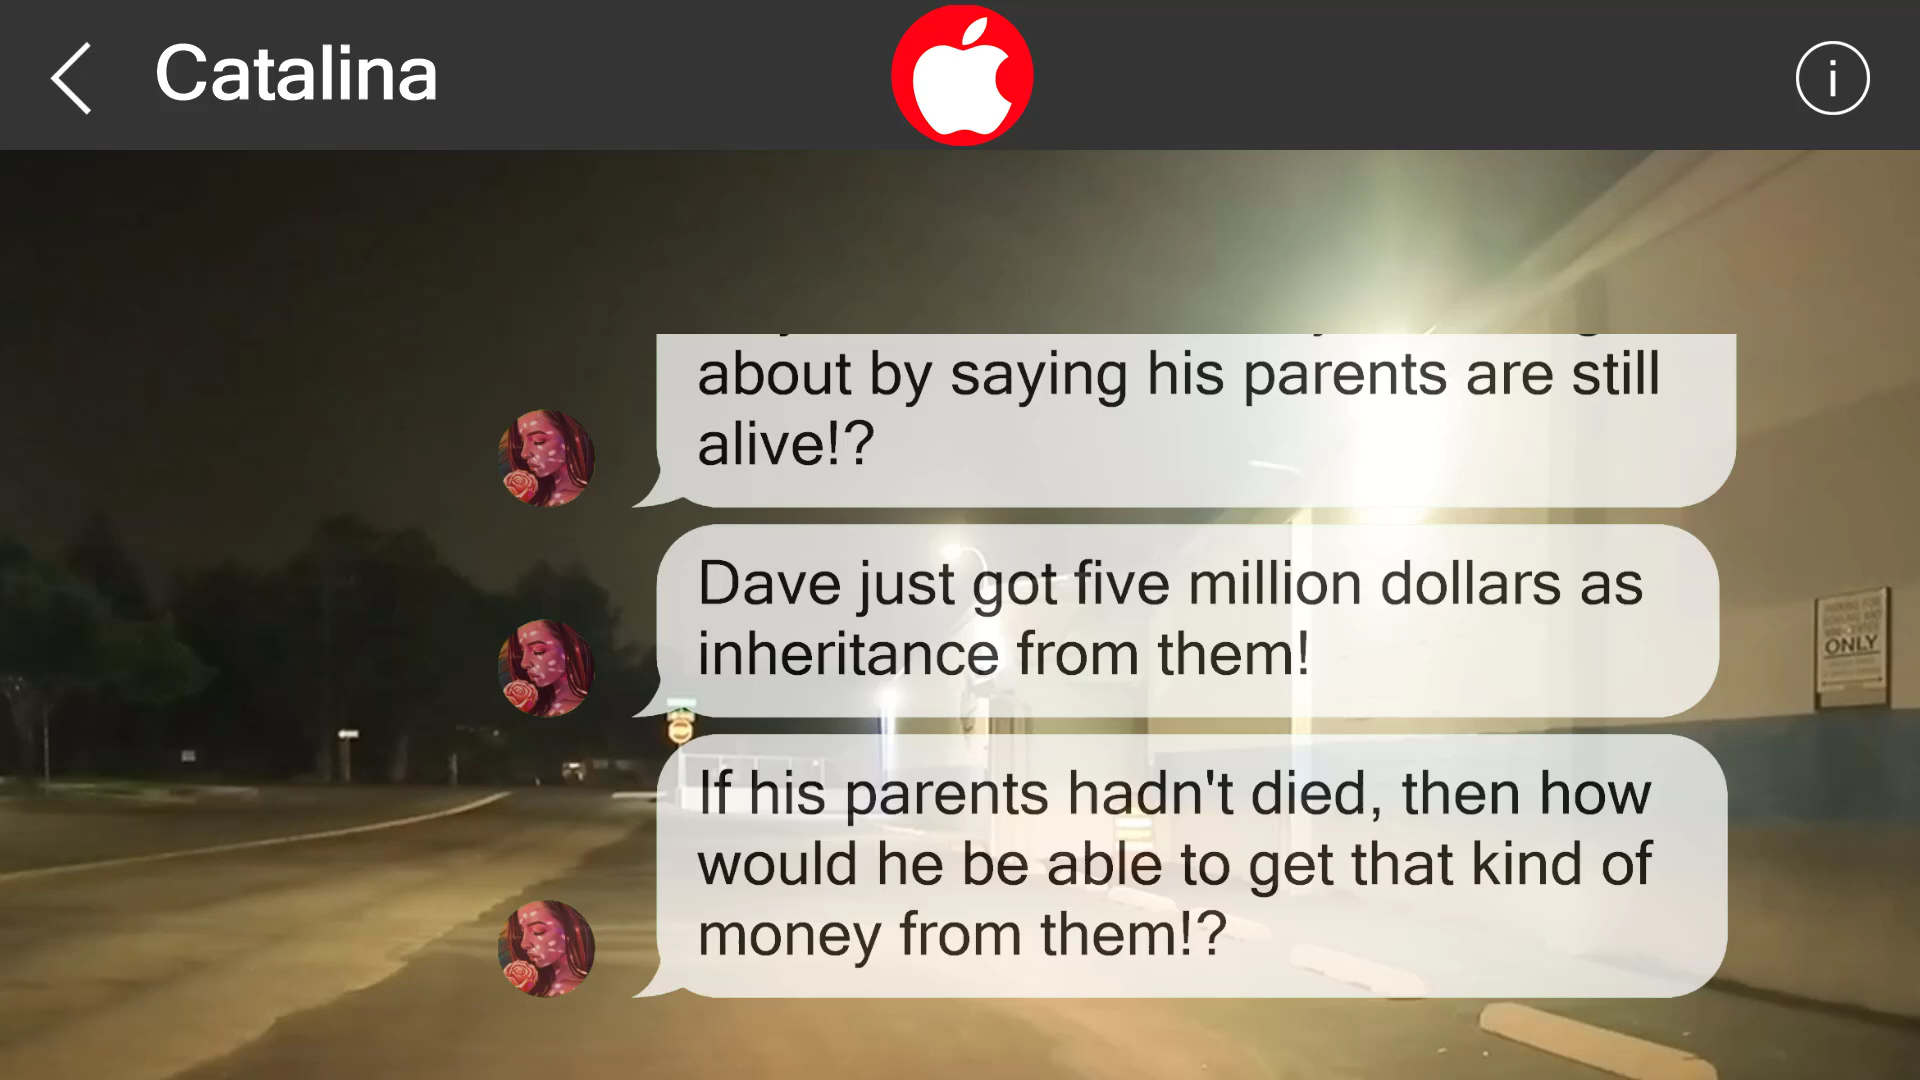 Catalina
i
about by saying his parents are still
alive!?
Dave just got five million dollars as
inheritance from them!
If his parents hadn't died, then how
would he be able to get that kind of
money from them!?
ONLY